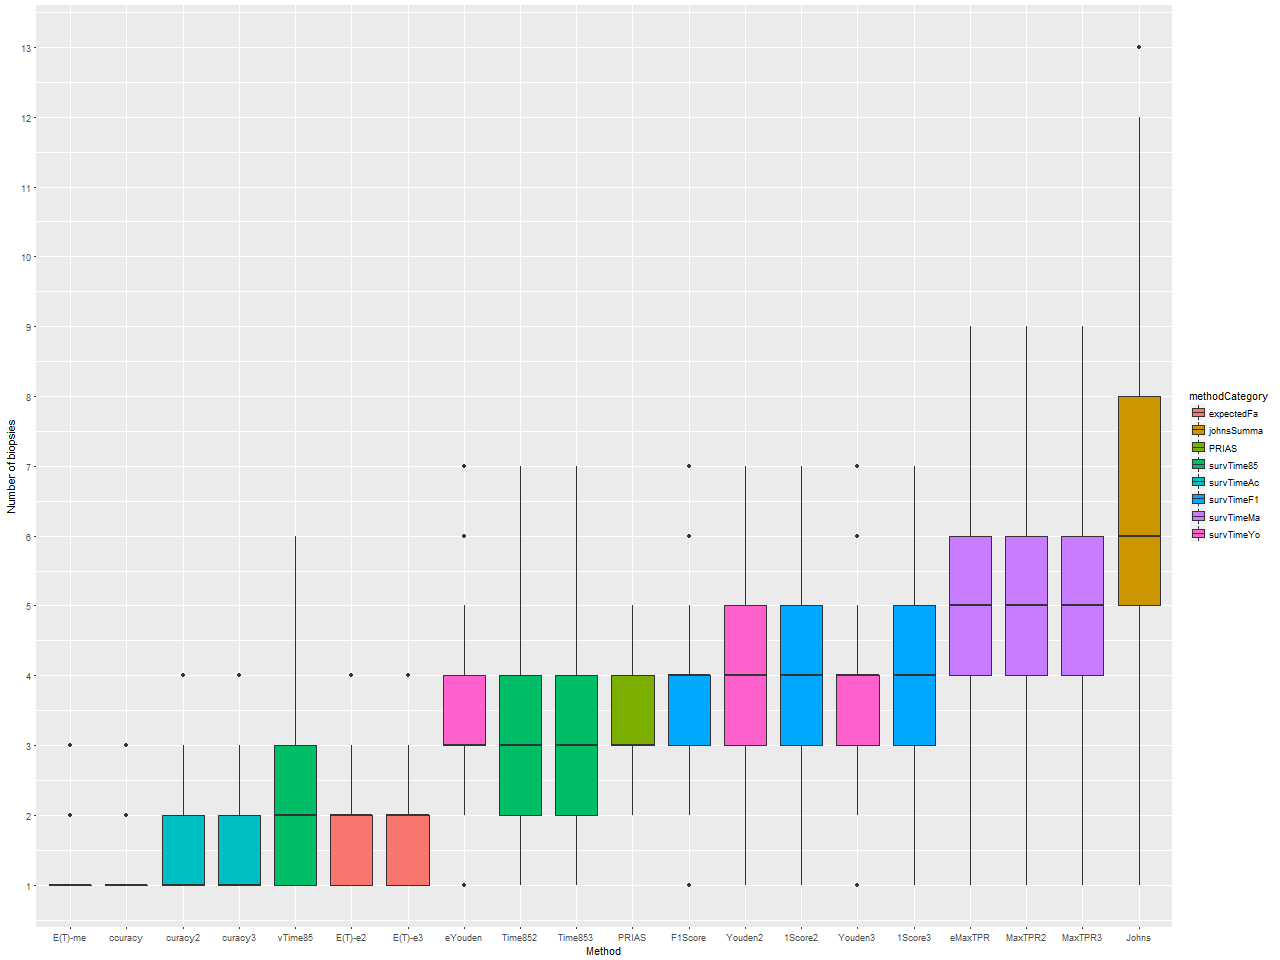 13
12
11
10
9
8
7
6
5
4
3
2
1
Number of biopsies
E(T)-me ccuracy curacy2 curacy3 vTime85 E(T)-e2 E(T)-e3 eYouden Time852 Time853 PRIAS F1Score Youden2 1Score2 Youden3 1Score3 eMaxTPR MaxTPR2 MaxTPR3 Johns
Method
methodCategory
expectedFa
johnsSumma
PRIAS
survTime85
survTimeAc
survTimeF1
survTimeMa
survTimeYo